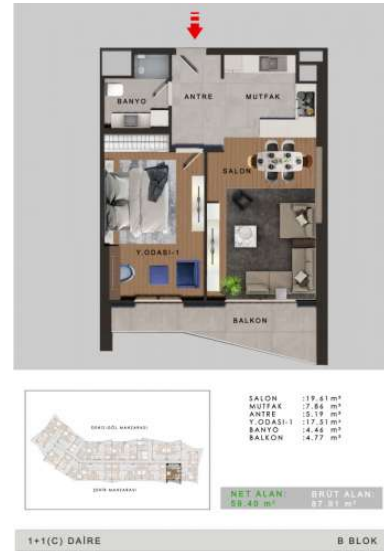 BANYO
ANTRE
MUTFAK
SALON
Y.ODASI-1
BALKON
DENİZ-GÖL MANZARASI
ŞEHİR MANZARASI
SALON :19.61 m²
MUTFAK :7.86 m²
ANTRE :5.19 m²
Y.ODASI-1 :17.51 m²
BANYO :4.46 m²
BALKON :4.77 m²
NET ALAN: BRÜT ALAN:
59.40 m² 87.91 m²
1+1(C) DAİRE B BLOK